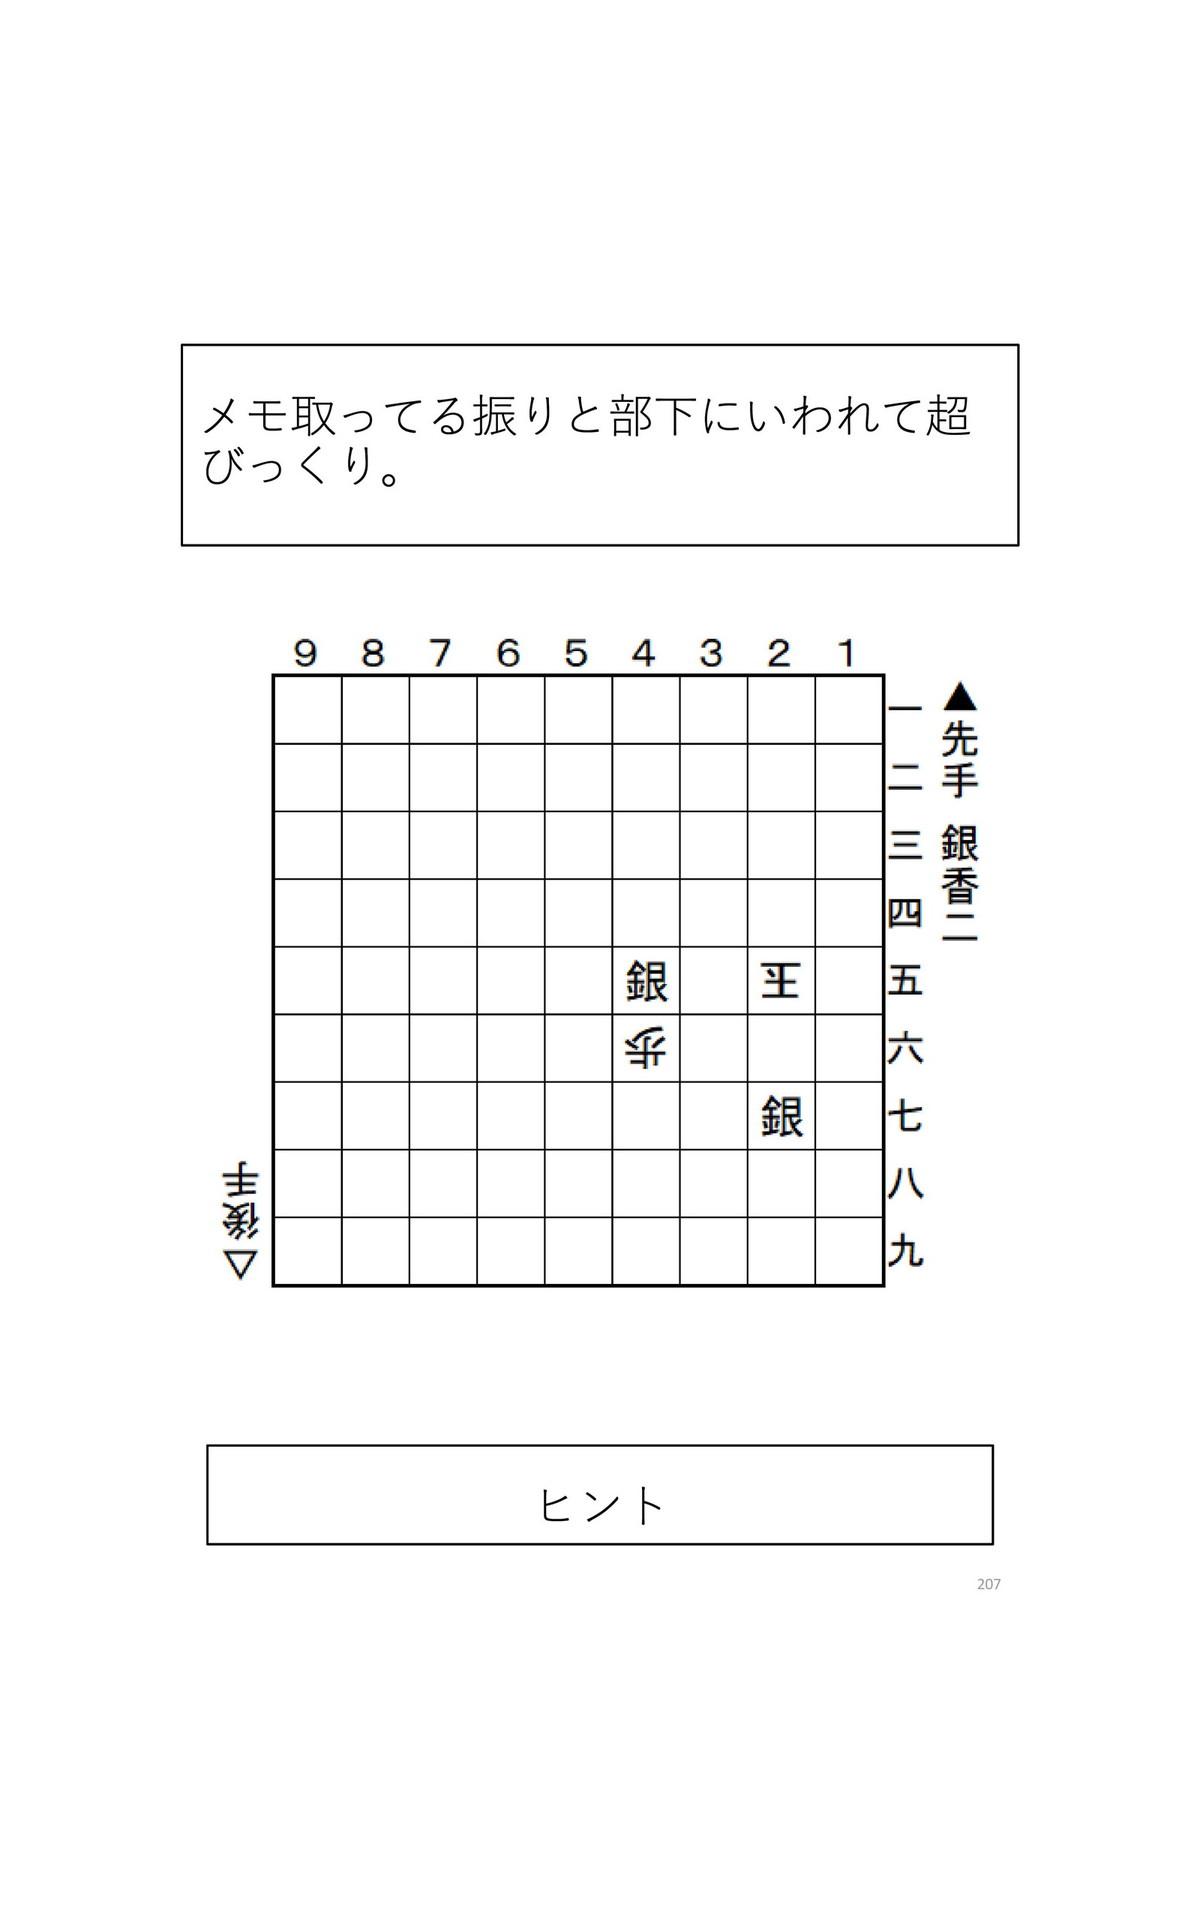 メモ取ってる振りと部下にいわれて超
びっくり。
9 8 7 6 5 4 3 2 1
一
二
三
四
五
六
七
八
九
▲先手 銀香二
銀 王
歩
銀
△後手
ヒント
207